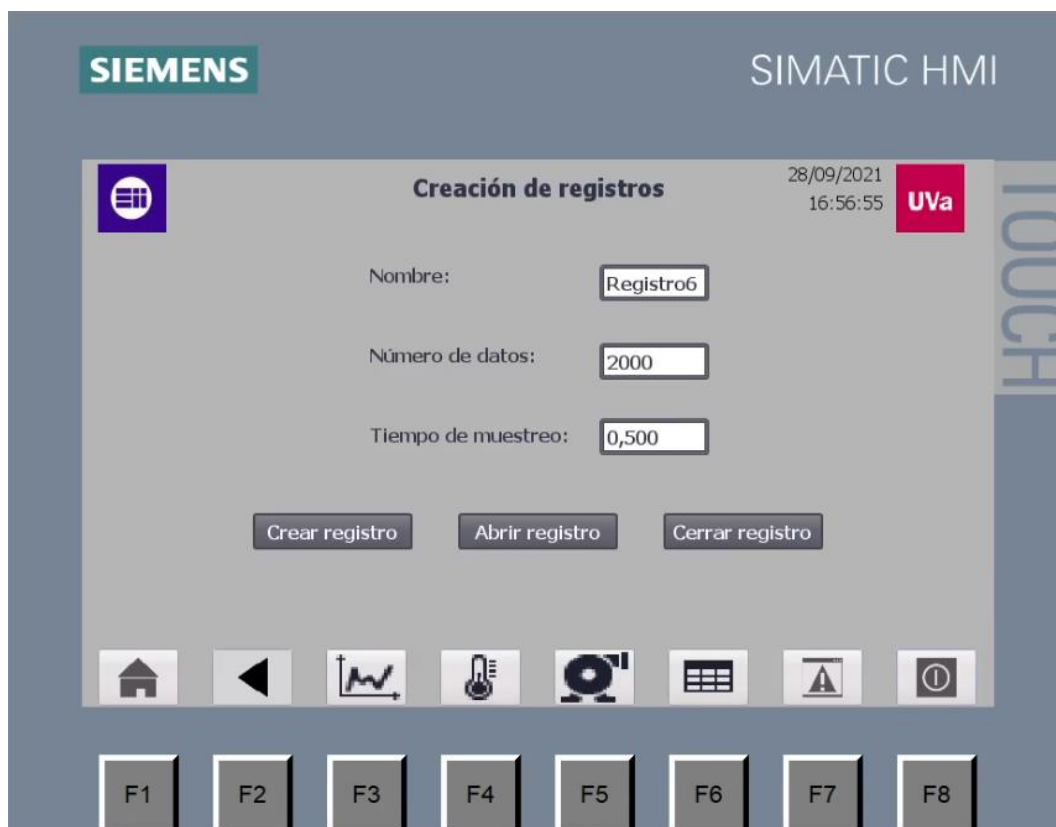 SIEMENS
SIMATIC HMI
TOUCH
Creación de registros
28/09/2021
16:56:55
UVa
Nombre:
Registro6
Número de datos:
2000
Tiempo de muestreo:
0,500
Crear registro
Abrir registro
Cerrar registro
F1
F2
F3
F4
F5
F6
F7
F8